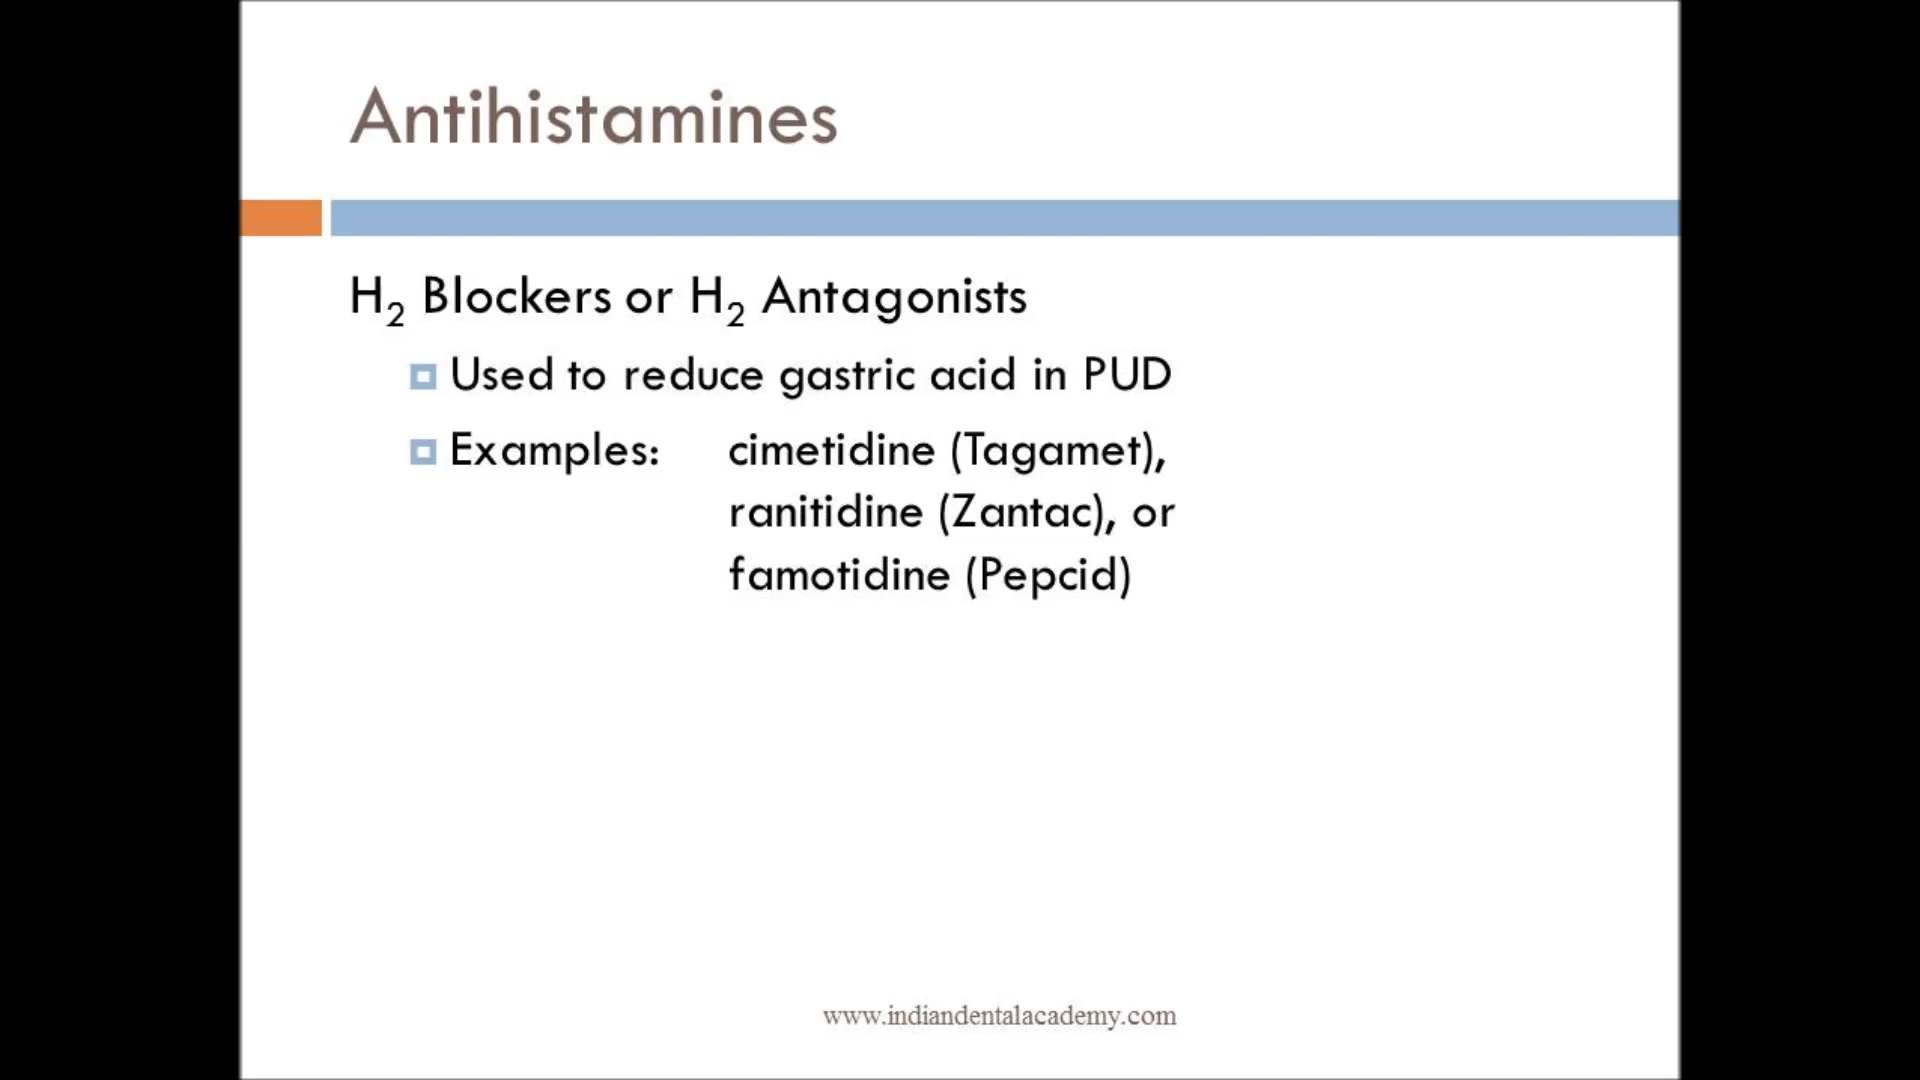 Antihistamines
H2 Blockers or H2 Antagonists
Used to reduce gastric acid in PUD
Examples: cimetidine (Tagamet),
ranitidine (Zantac), or
famotidine (Pepcid)
www.indiandentalacademy.com